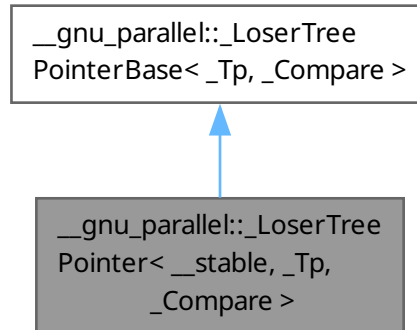 __gnu_parallel::_LoserTree
PointerBase< _Tp, _Compare >
__gnu_parallel::_LoserTree
Pointer< __stable, _Tp,
_Compare >